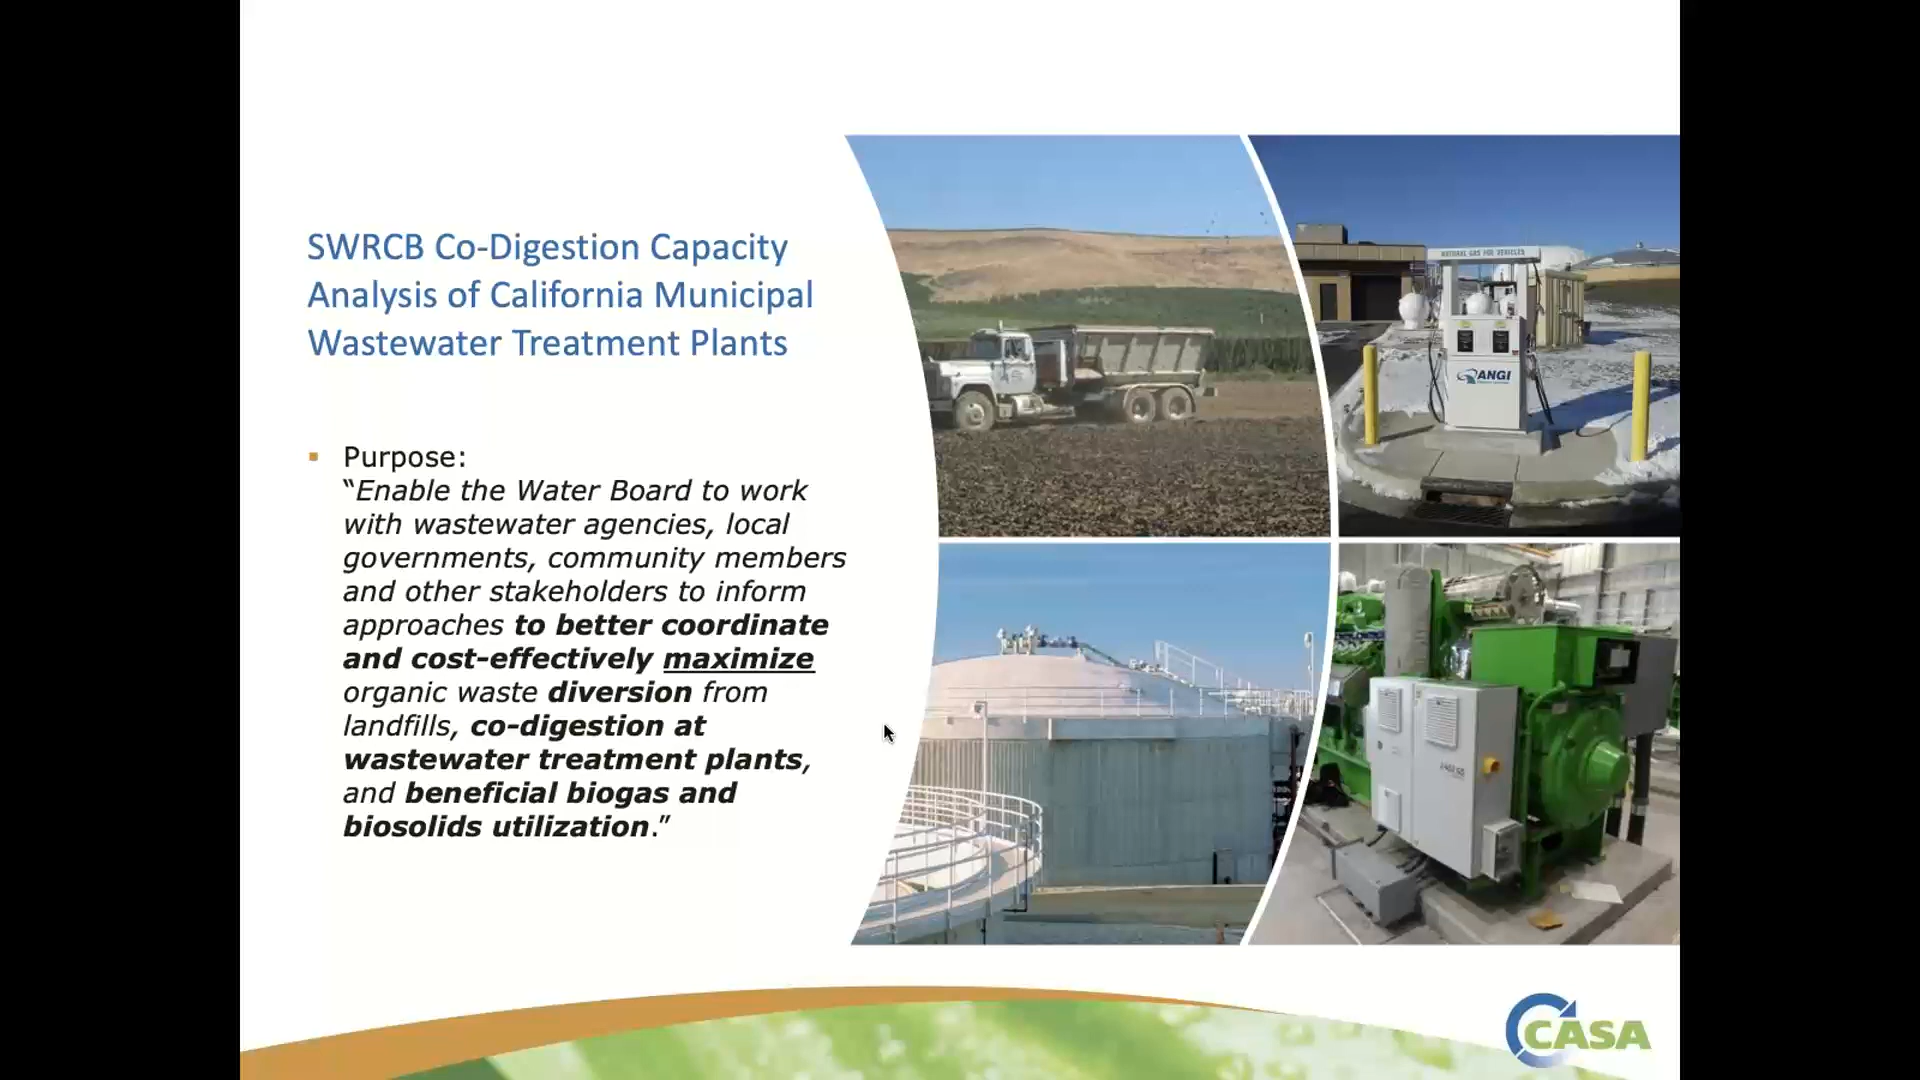 SWRCB Co-Digestion Capacity
Analysis of California Municipal
Wastewater Treatment Plants
Purpose:
“Enable the Water Board to work
with wastewater agencies, local
governments, community members
and other stakeholders to inform
approaches to better coordinate
and cost-effectively maximize
organic waste diversion from
landfills, co-digestion at
wastewater treatment plants,
and beneficial biogas and
biosolids utilization.”
NATURAL GAS FOR VEHICLES
ANGI
CASA